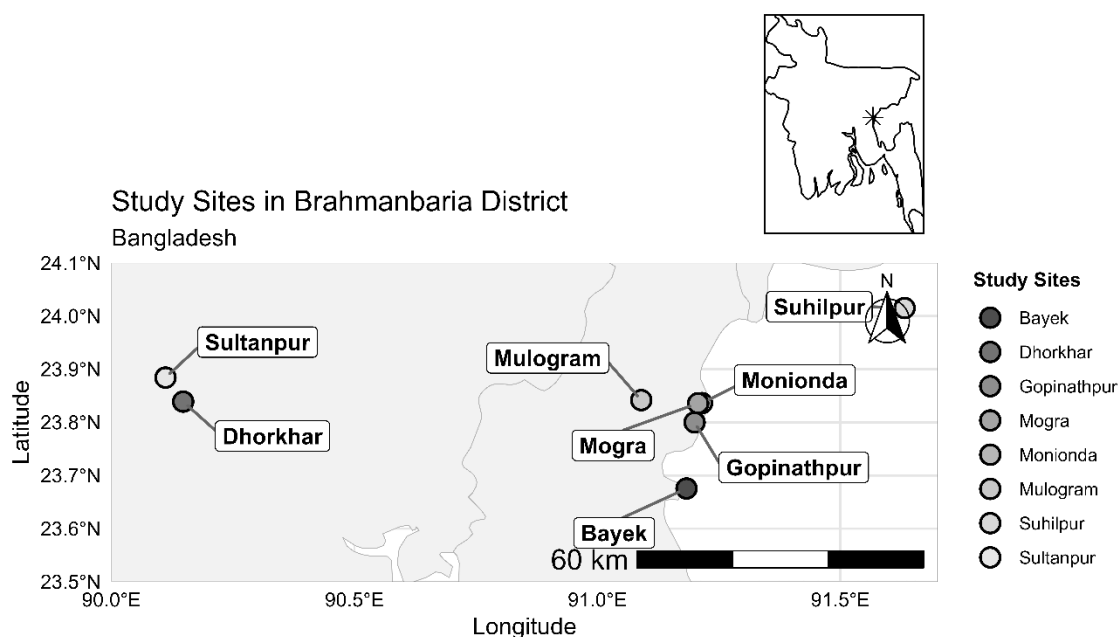 Study Sites in Brahmanbaria District
Bangladesh
24.1°N
24.0°N
23.9°N
23.8°N
23.7°N
23.6°N
23.5°N
Latitude
Sultanpur
Dhorkhar
Mulogram
Suhilpur
N
Monionda
Mogra
Gopinathpur
Bayek
60 km
90.0°E
90.5°E
91.0°E
91.5°E
Longitude
Study Sites
Bayek
Dhorkhar
Gopinathpur
Mogra
Monionda
Mulogram
Suhilpur
Sultanpur